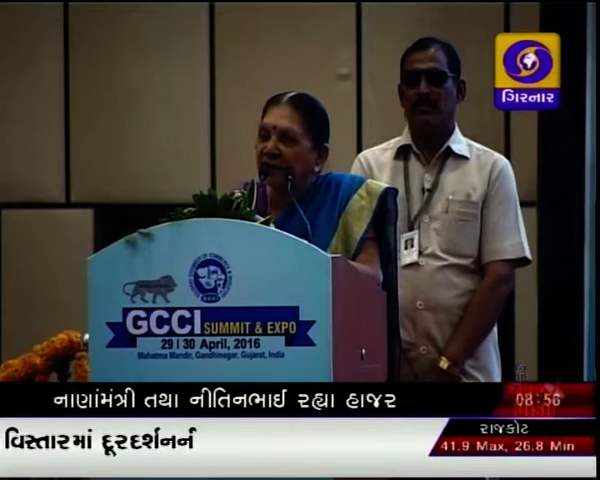 ગિરનાર
GCCI SUMMIT & EXPO
29 I 30 APRIL, 2016
Mahatma Mandir, Gandhinagar, Gujarat, India
નાણાંમંત્રી તથા નીતિનભાઈ રહ્યા હાજર
08:56
રાજકોટ
વિસ્તારમાં દૂરદર્શનર્ન
41.9 Max, 26.8 Min